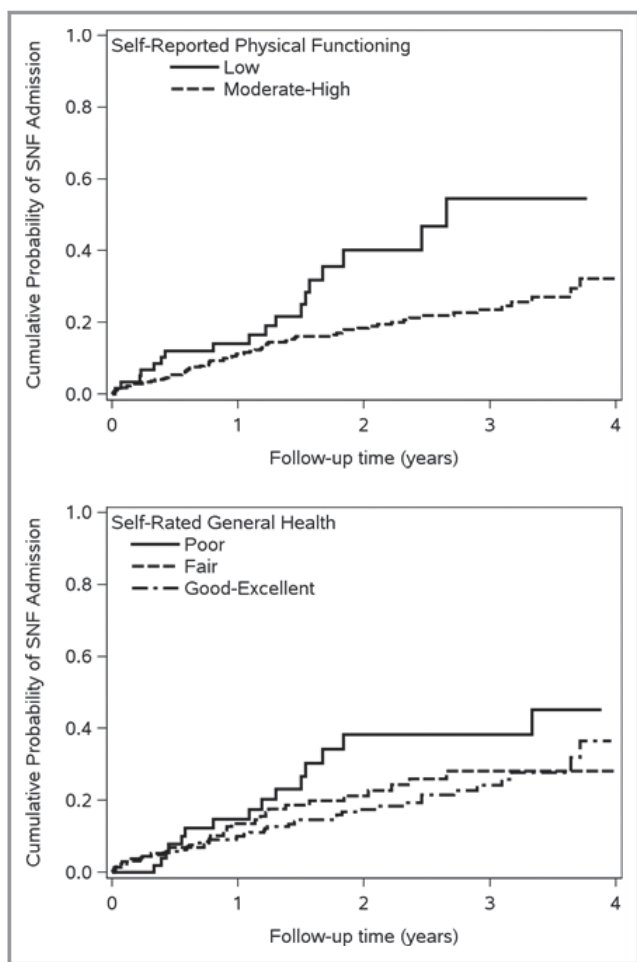 Self-Reported Physical Functioning
Low
Moderate-High
Cumulative Probability of SNF Admission
1.0
0.8
0.6
0.4
0.2
0.0
0 1 2 3 4
Follow-up time (years)
Self-Rated General Health
Poor
Fair
Good-Excellent
Cumulative Probability of SNF Admission
1.0
0.8
0.6
0.4
0.2
0.0
0 1 2 3 4
Follow-up time (years)